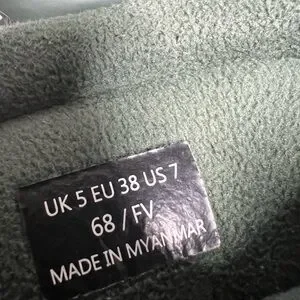 UK 5 EU 38 US 7
68 / FV
MADE IN MYANMAR